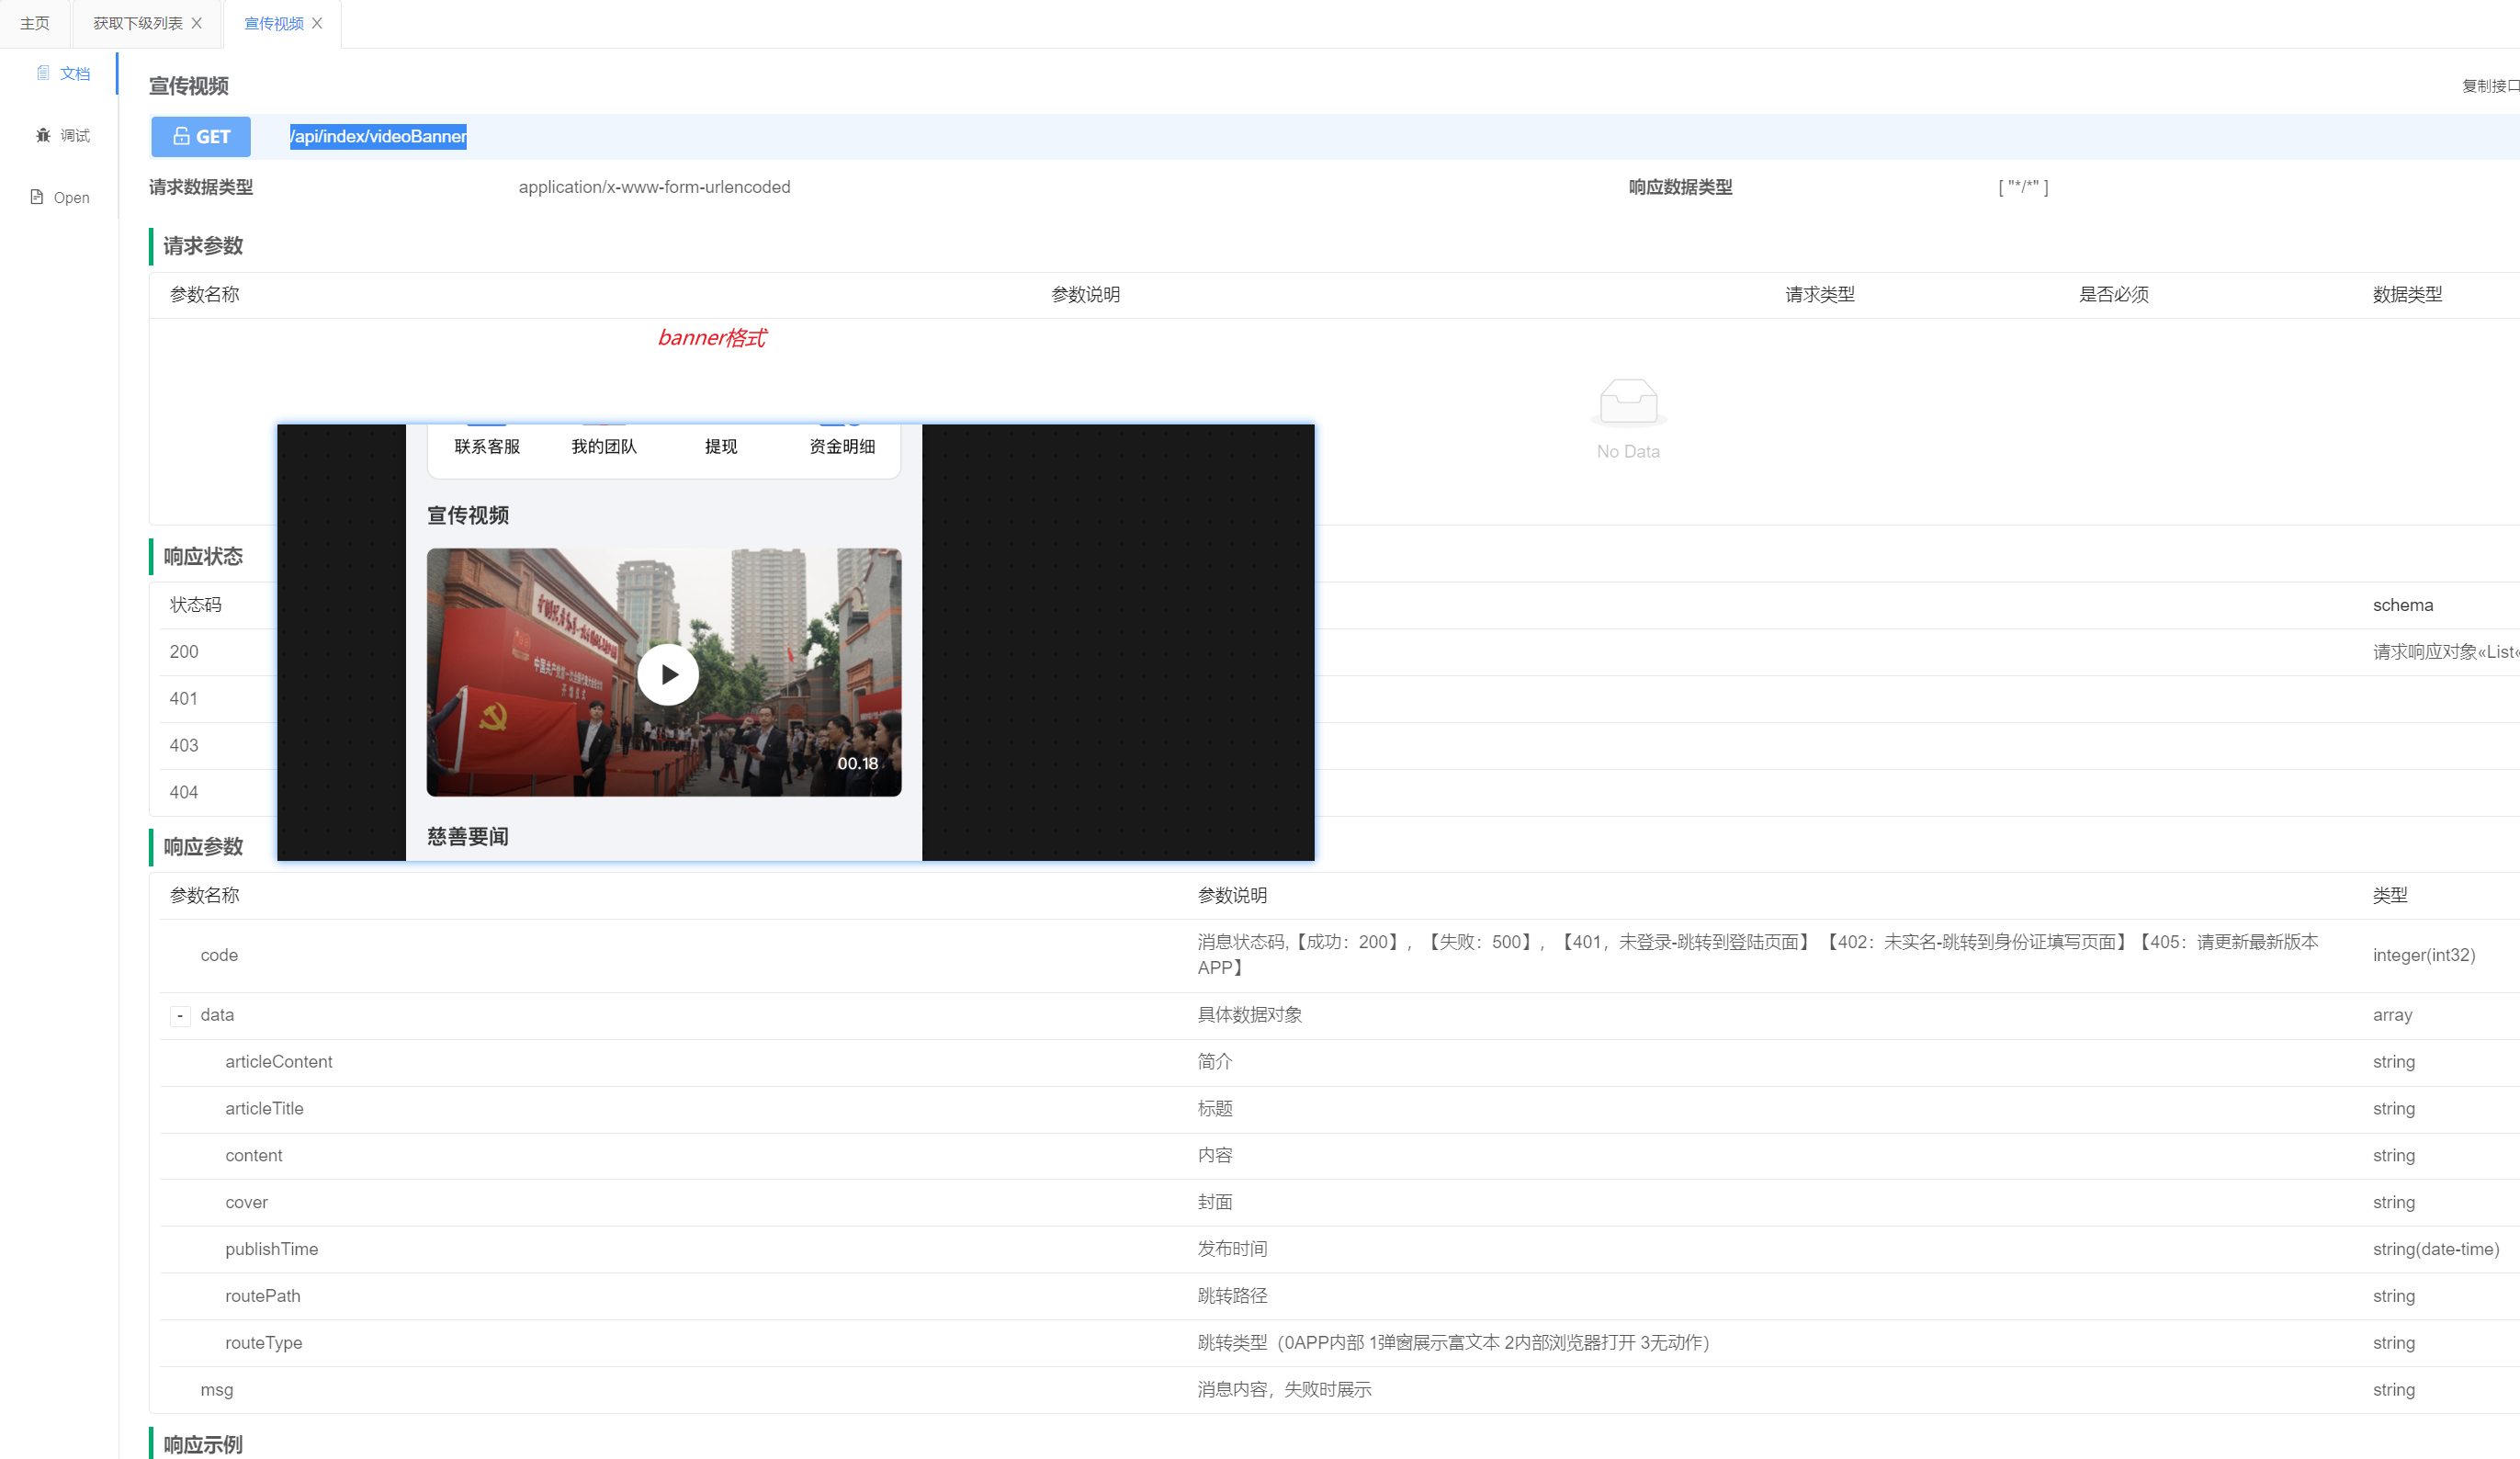 主页
获取下级列表
宣传视频
文档
调试
Open
宣传视频
复制接口
GET /api/index/videoBanner
请求数据类型 application/x-www-form-urlencoded 响应数据类型 [ "*/*" ]
请求参数
参数名称 参数说明 请求类型 是否必须 数据类型
banner格式
No Data
联系客服 我的团队 提现 资金明细
宣传视频
00.18
慈善要闻
响应状态
状态码 schema
200 请求响应对象«List«
401
403
404
响应参数
参数名称 参数说明 类型
code 消息状态码,【成功：200】，【失败：500】，【401，未登录-跳转到登陆页面】【402：未实名-跳转到身份证填写页面】【405：请更新最新版本
APP】 integer(int32)
- data 具体数据对象 array
articleContent 简介 string
articleTitle 标题 string
content 内容 string
cover 封面 string
publishTime 发布时间 string(date-time)
routePath 跳转路径 string
routeType 跳转类型（0APP内部 1弹窗展示富文本 2内部浏览器打开 3无动作） string
msg 消息内容，失败时展示 string
响应示例